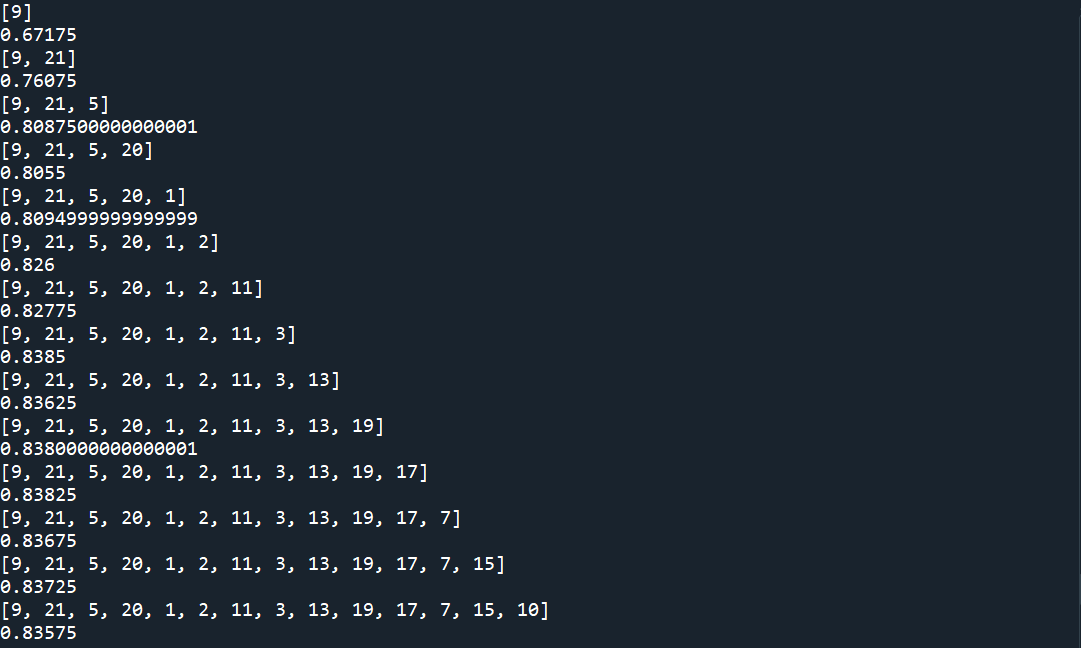 [9]
0.67175
[9, 21]
0.76075
[9, 21, 5]
0.8087500000000001
[9, 21, 5, 20]
0.8055
[9, 21, 5, 20, 1]
0.8094999999999999
[9, 21, 5, 20, 1, 2]
0.826
[9, 21, 5, 20, 1, 2, 11]
0.82775
[9, 21, 5, 20, 1, 2, 11, 3]
0.8385
[9, 21, 5, 20, 1, 2, 11, 3, 13]
0.83625
[9, 21, 5, 20, 1, 2, 11, 3, 13, 19]
0.8380000000000001
[9, 21, 5, 20, 1, 2, 11, 3, 13, 19, 17]
0.83825
[9, 21, 5, 20, 1, 2, 11, 3, 13, 19, 17, 7]
0.83675
[9, 21, 5, 20, 1, 2, 11, 3, 13, 19, 17, 7, 15]
0.83725
[9, 21, 5, 20, 1, 2, 11, 3, 13, 19, 17, 7, 15, 10]
0.83575